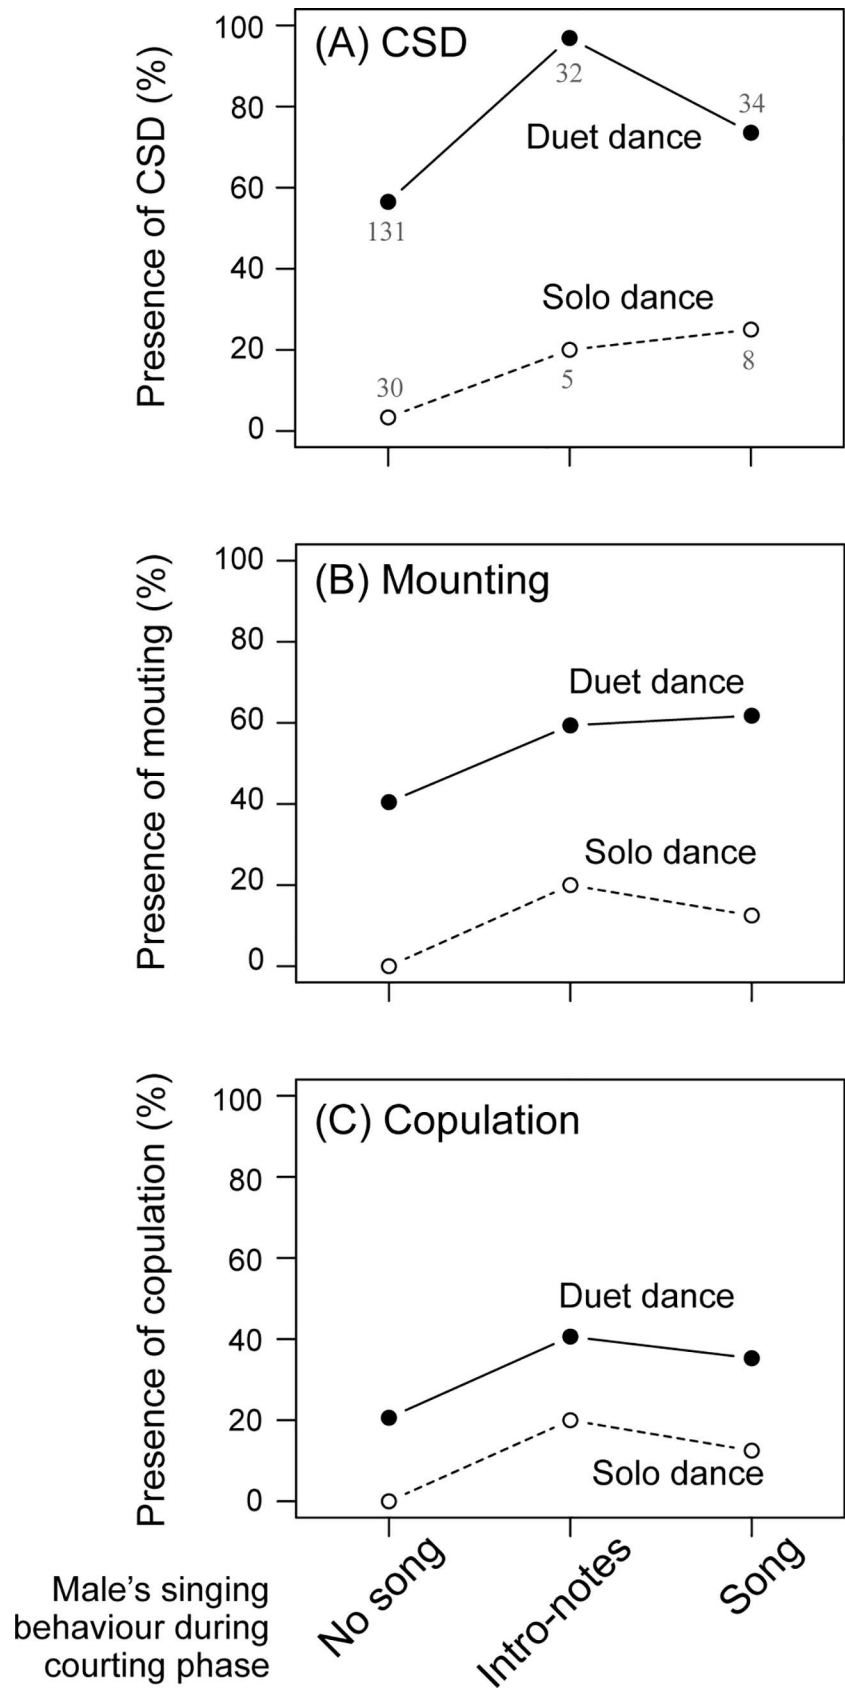 (A) CSD
Presence of CSD (%)
100
80
60
40
20
0
32
34
Duet dance
131
Solo dance
30
5
8
(B) Mounting
Presence of mouting (%)
100
80
60
40
20
0
Duet dance
Solo dance
(C) Copulation
Presence of copulation (%)
100
80
60
40
20
0
Duet dance
Solo dance
Male's singing
behaviour during
courting phase
No song
Intro-notes
Song